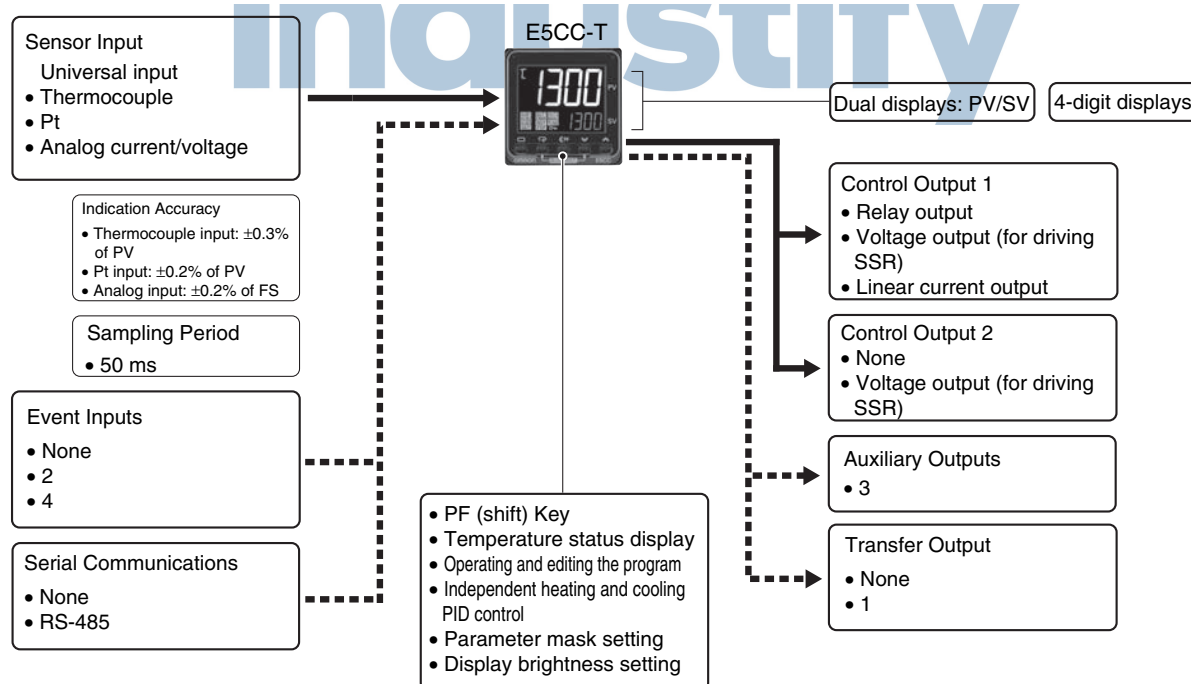 industify
E5CC-T
Sensor Input
Universal input
• Thermocouple
• Pt
• Analog current/voltage
Indication Accuracy
• Thermocouple input: ±0.3%
of PV
• Pt input: ±0.2% of PV
• Analog input: ±0.2% of FS
Sampling Period
• 50 ms
Event Inputs
• None
• 2
• 4
Serial Communications
• None
• RS-485
1300
PV
1300
SV
OMRON
E5CC
• PF (shift) Key
• Temperature status display
• Operating and editing the program
• Independent heating and cooling
PID control
• Parameter mask setting
• Display brightness setting
Dual displays: PV/SV
4-digit displays
Control Output 1
• Relay output
• Voltage output (for driving
SSR)
• Linear current output
Control Output 2
• None
• Voltage output (for driving
SSR)
Auxiliary Outputs
• 3
Transfer Output
• None
• 1